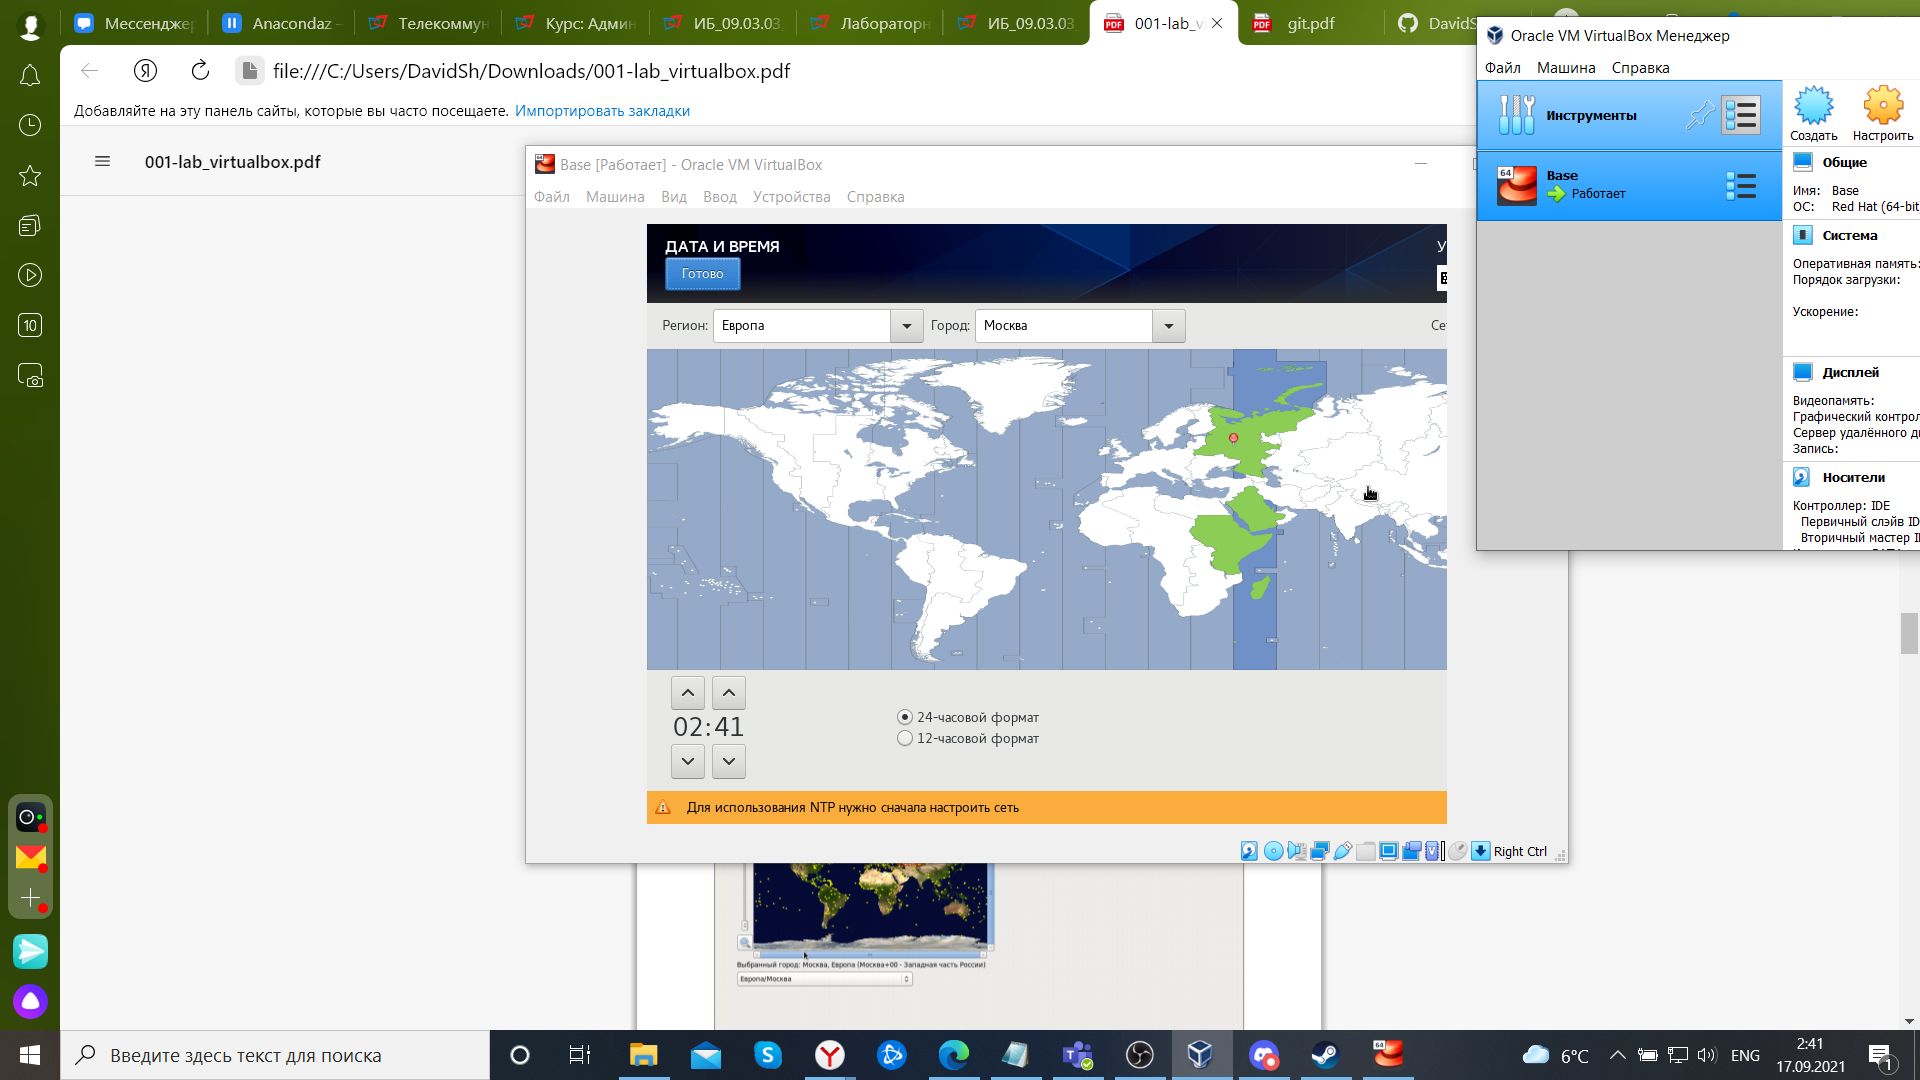 Мессенджер
Anacondaz -
Телекоммун
Курс: Админ
ИБ_09.03.03
Лабораторн
ИБ_09.03.03
001-lab_v
git.pdf
DavidS
file:///C:/Users/DavidSh/Downloads/001-lab_virtualbox.pdf
Добавляйте на эту панель сайты, которые вы часто посещаете. Импортировать закладки
001-lab_virtualbox.pdf
10
Oracle VM VirtualBox Менеджер
Файл Машина Справка
Инструменты
Создать
Настроить
64
Base
Работает
Общие
Имя: Base
ОС: Red Hat (64-bit
Система
Оперативная память:
Порядок загрузки:
Ускорение:
Дисплей
Видеопамять:
Графический контрол
Сервер удалённого д
Запись:
Носители
Контроллер: IDE
Первичный слэйв ID
Вторичный мастер I
Base [Работает] - Oracle VM VirtualBox
Файл Машина Вид Ввод Устройства Справка
ДАТА И ВРЕМЯ
У
Готово
Регион: Европа
Город: Москва
Се
02:41
24-часовой формат
12-часовой формат
Для использования NTP нужно сначала настроить сеть
Right Ctrl
Выбранный город: Москва, Европа (Москва+00 - Западная часть России)
Европа/Москва
Введите здесь текст для поиска
64
6°C
ENG
2:41
17.09.2021
1